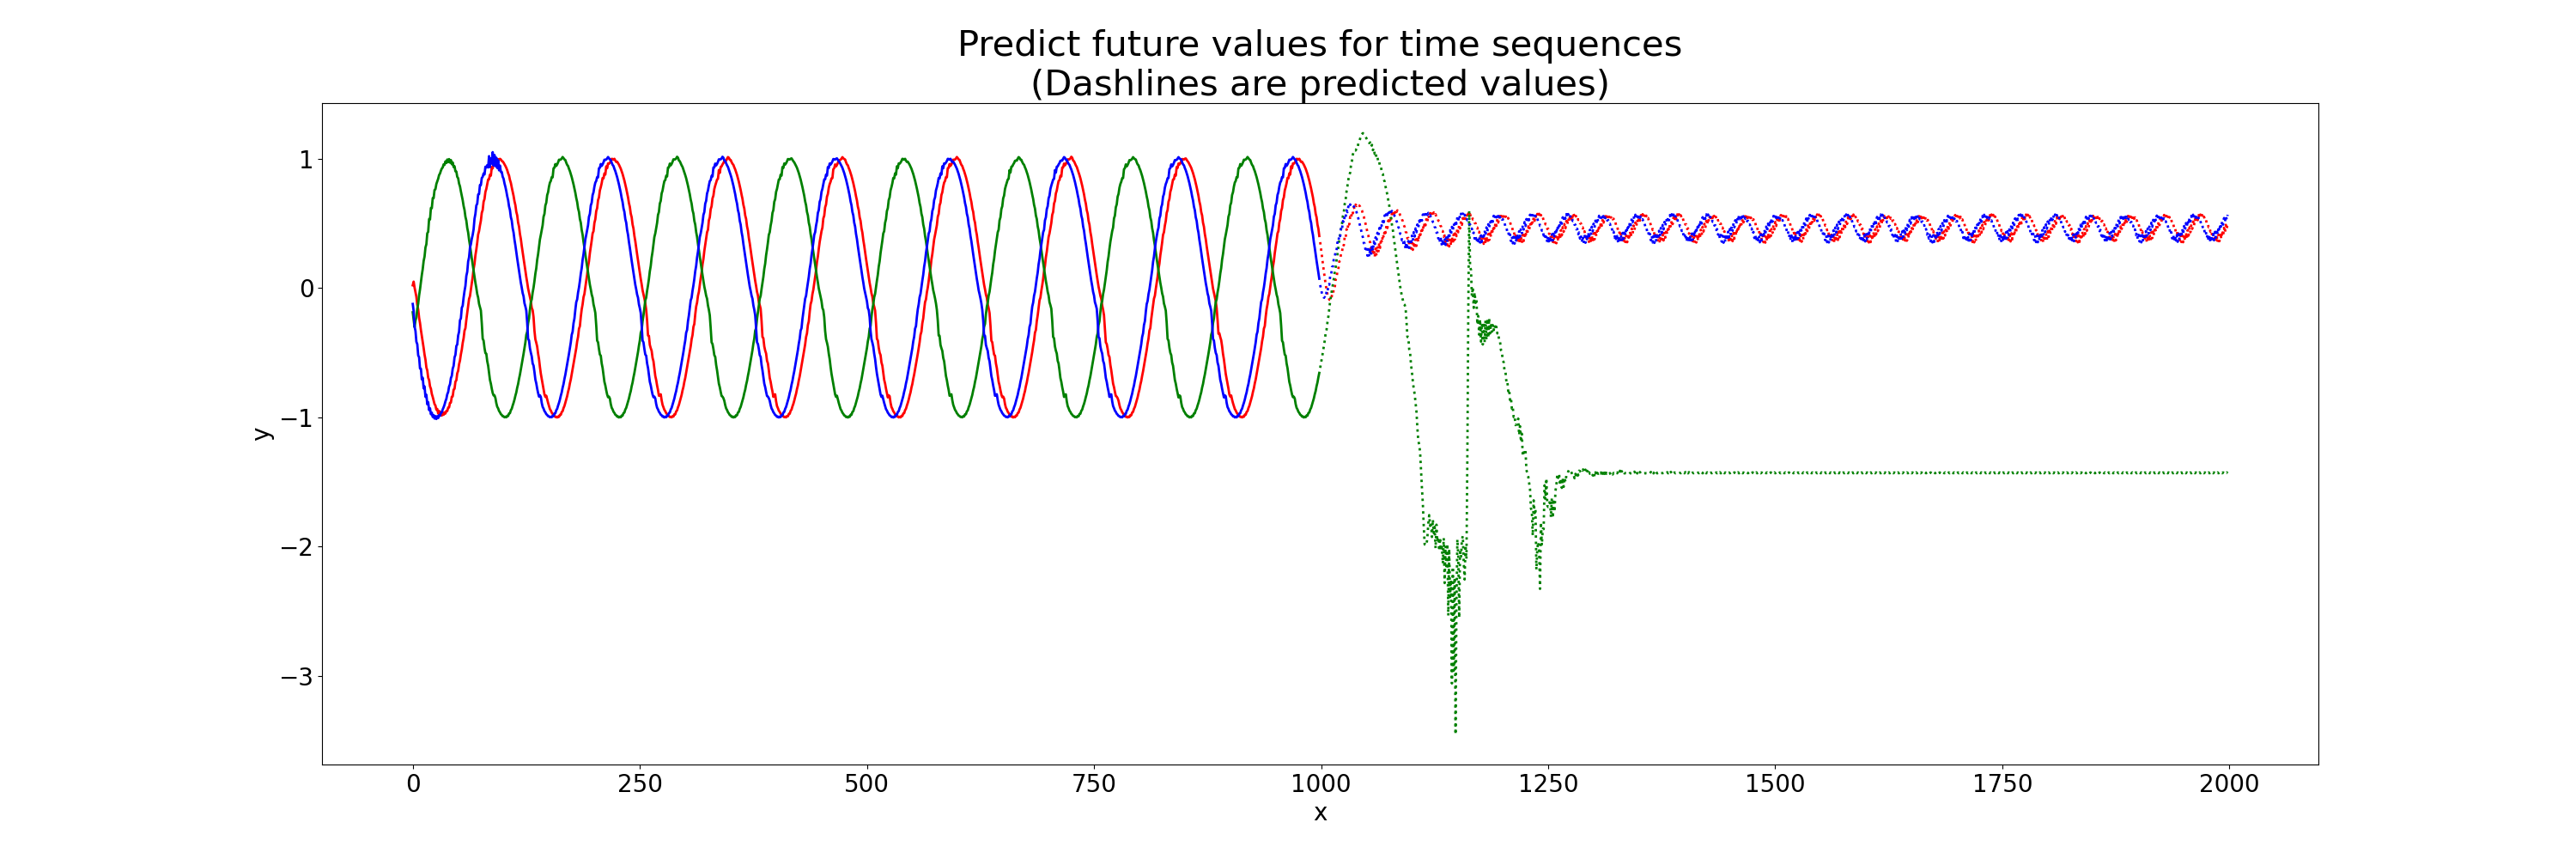 Predict future values for time sequences
(Dashlines are predicted values)
1
0
−1
−2
−3
y
0 250 500 750 1000 1250 1500 1750 2000
x